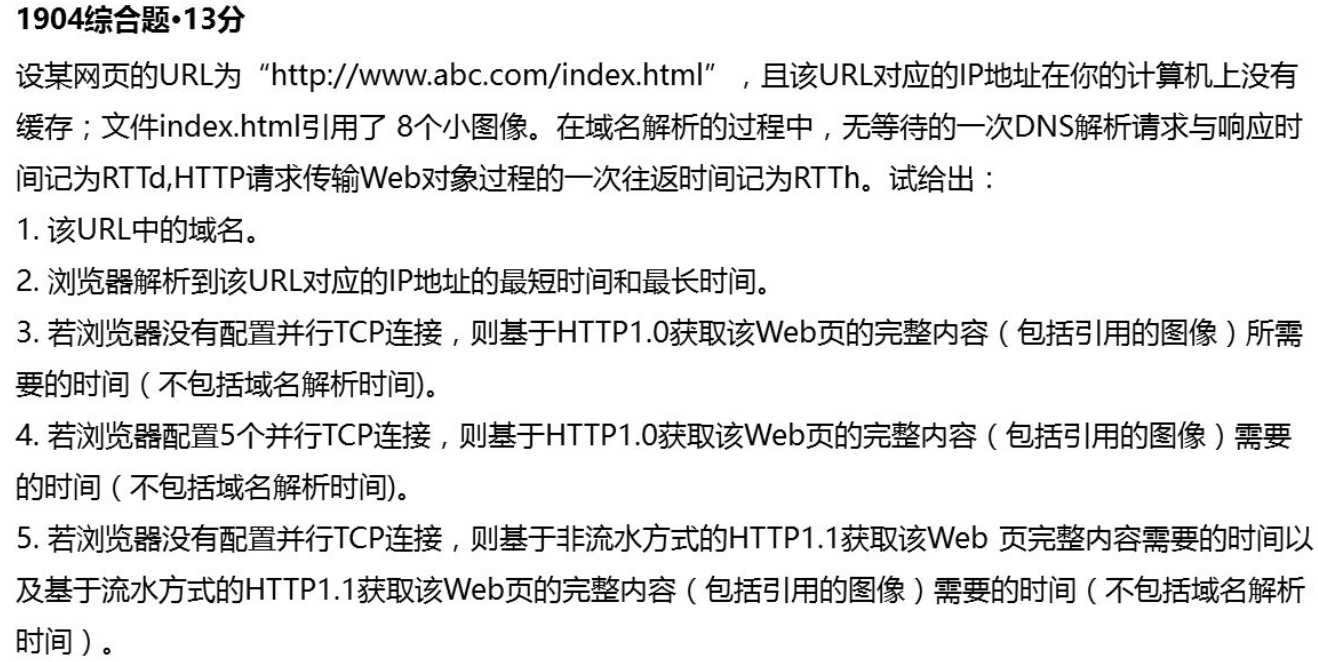 1904综合题•13分
设某网页的URL为“http://www.abc.com/index.html”，且该URL对应的IP地址在你的计算机上没有
缓存；文件index.html引用了 8个小图像。在域名解析的过程中，无等待的一次DNS解析请求与响应时
间记为RTTd,HTTP请求传输Web对象过程的一次往返时间记为RTTh。试给出：
1. 该URL中的域名。
2. 浏览器解析到该URL对应的IP地址的最短时间和最长时间。
3. 若浏览器没有配置并行TCP连接，则基于HTTP1.0获取该Web页的完整内容（包括引用的图像）所需
要的时间（不包括域名解析时间)。
4. 若浏览器配置5个并行TCP连接，则基于HTTP1.0获取该Web页的完整内容（包括引用的图像）需要
的时间（不包括域名解析时间)。
5. 若浏览器没有配置并行TCP连接，则基于非流水方式的HTTP1.1获取该Web 页完整内容需要的时间以
及基于流水方式的HTTP1.1获取该Web页的完整内容（包括引用的图像）需要的时间（不包括域名解析
时间）。